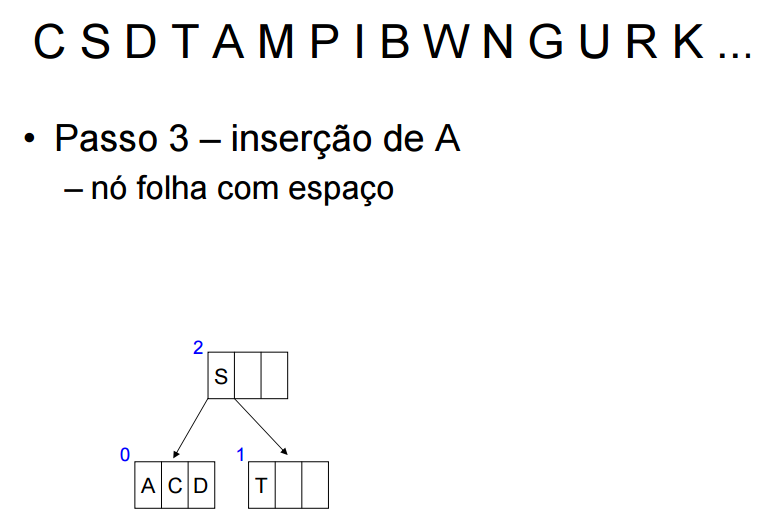 C S D T A M P I B W N G U R K ...
• Passo 3 – inserção de A
– nó folha com espaço
2
S
0
1
A C D
T